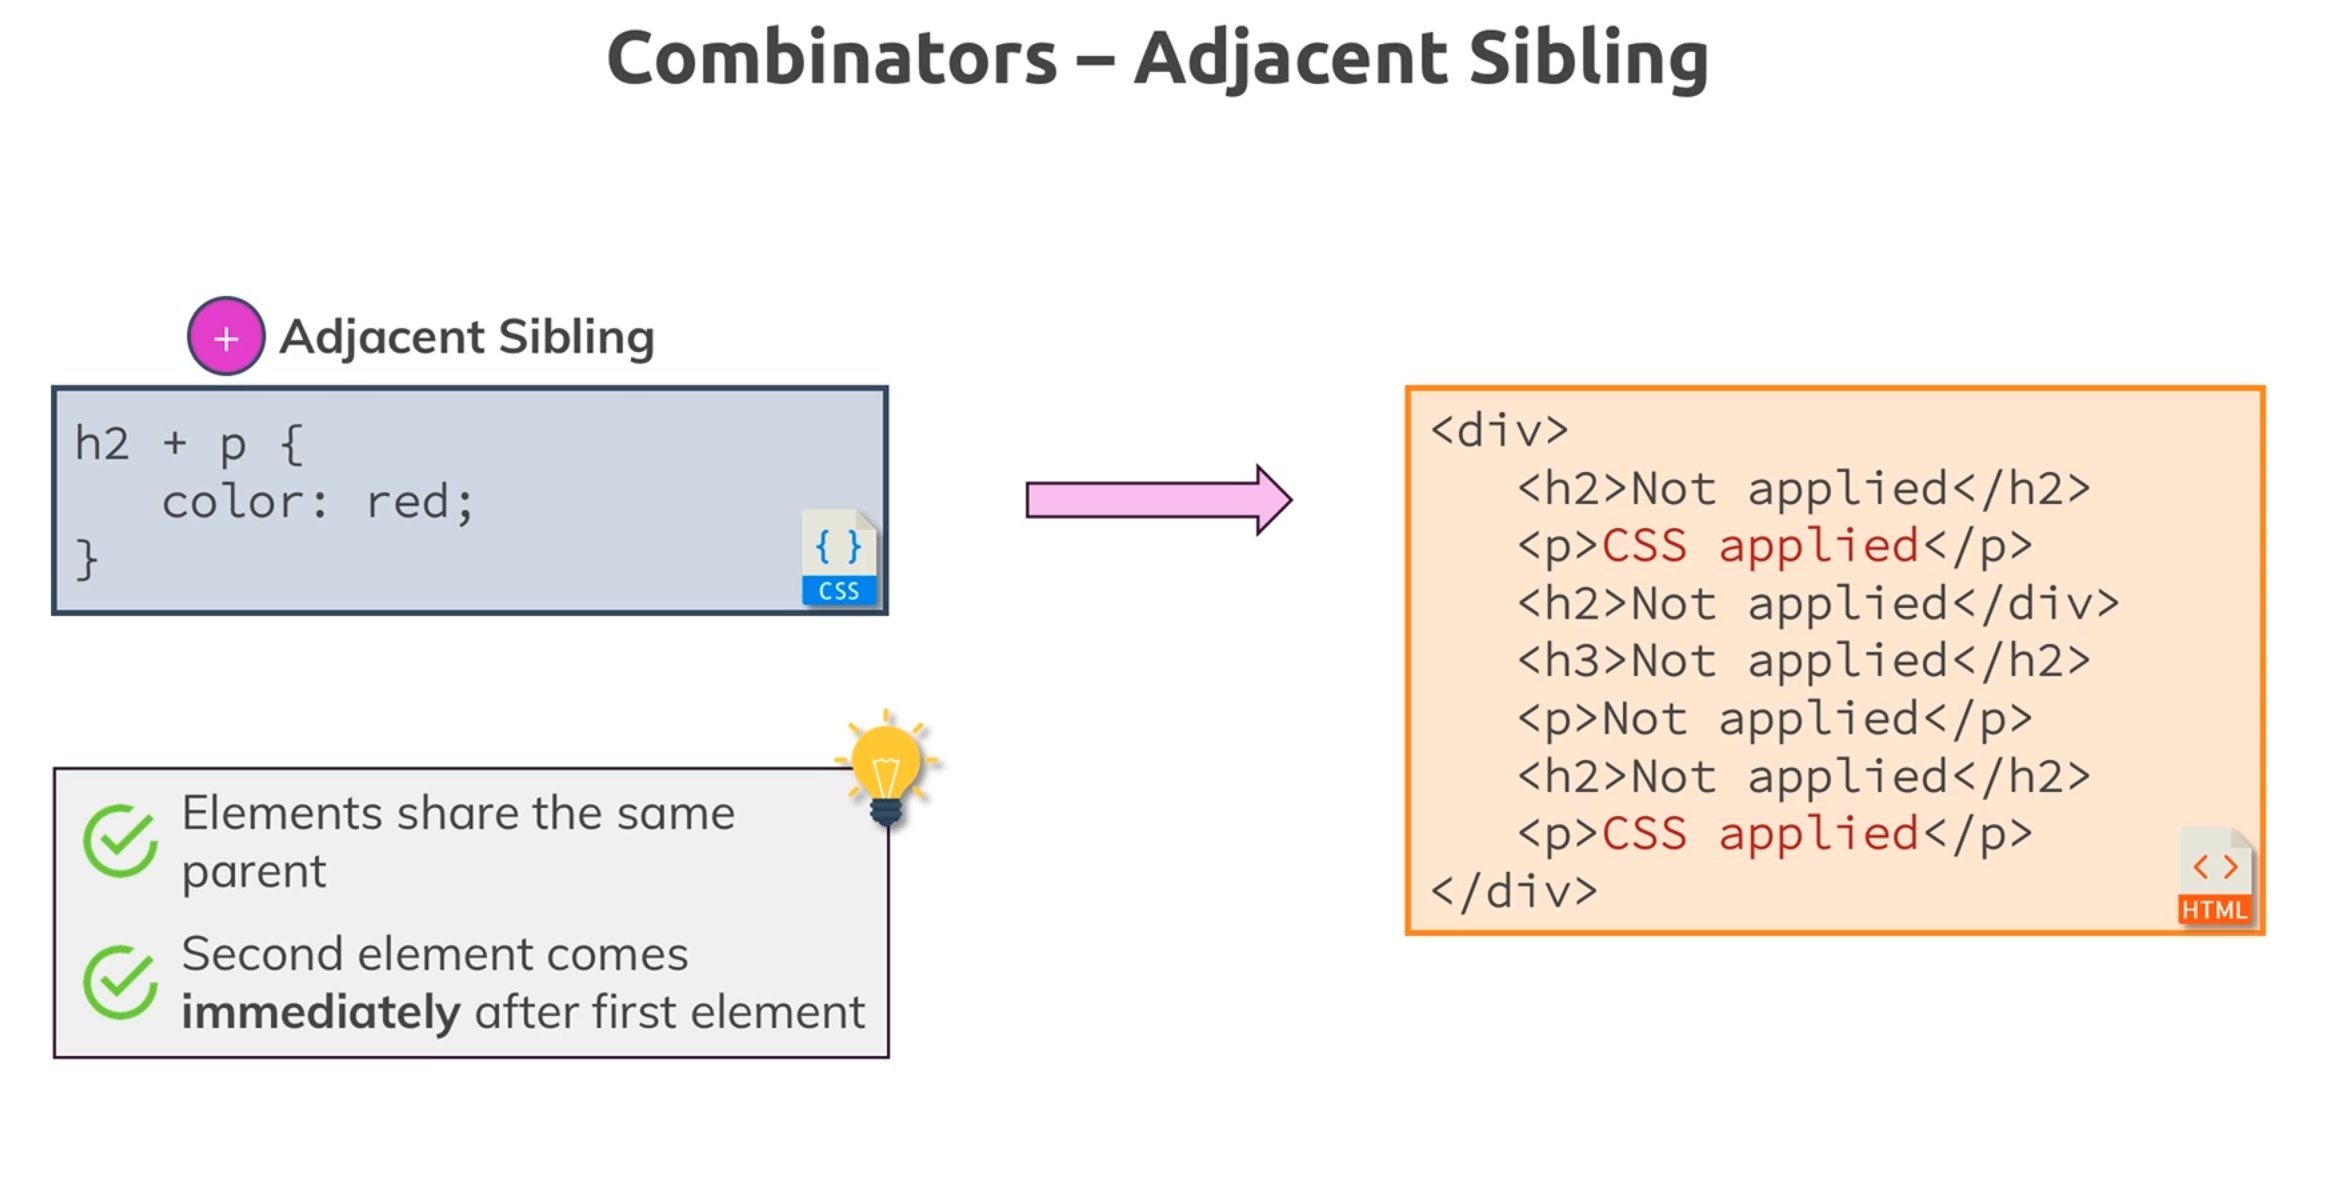 Combinators – Adjacent Sibling
+ Adjacent Sibling
h2 + p {
   color: red;
}
{ }
CSS
Elements share the same
parent
Second element comes
immediately after first element
<div>
   <h2>Not applied</h2>
   <p>CSS applied</p>
   <h2>Not applied</div>
   <h3>Not applied</h2>
   <p>Not applied</p>
   <h2>Not applied</h2>
   <p>CSS applied</p>
</div>
< >
HTML